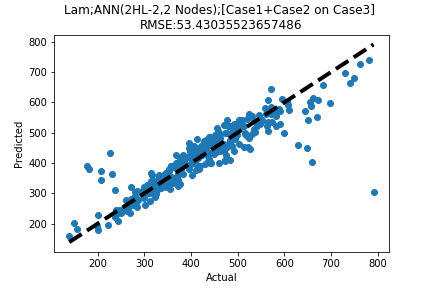 Lam;ANN(2HL-2,2 Nodes);[Case1+Case2 on Case3]
RMSE:53.43035523657486
800
700
600
500
400
300
200
Predicted
200 300 400 500 600 700 800
Actual